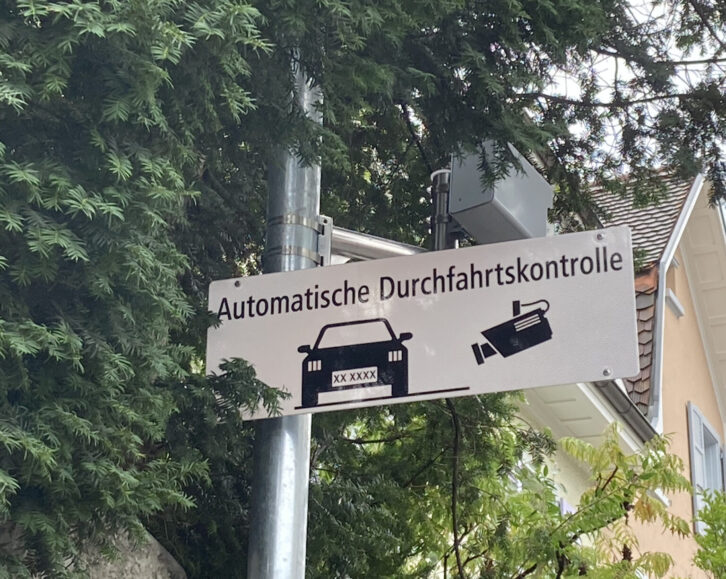 Automatische Durchfahrtskontrolle
XX XXXX